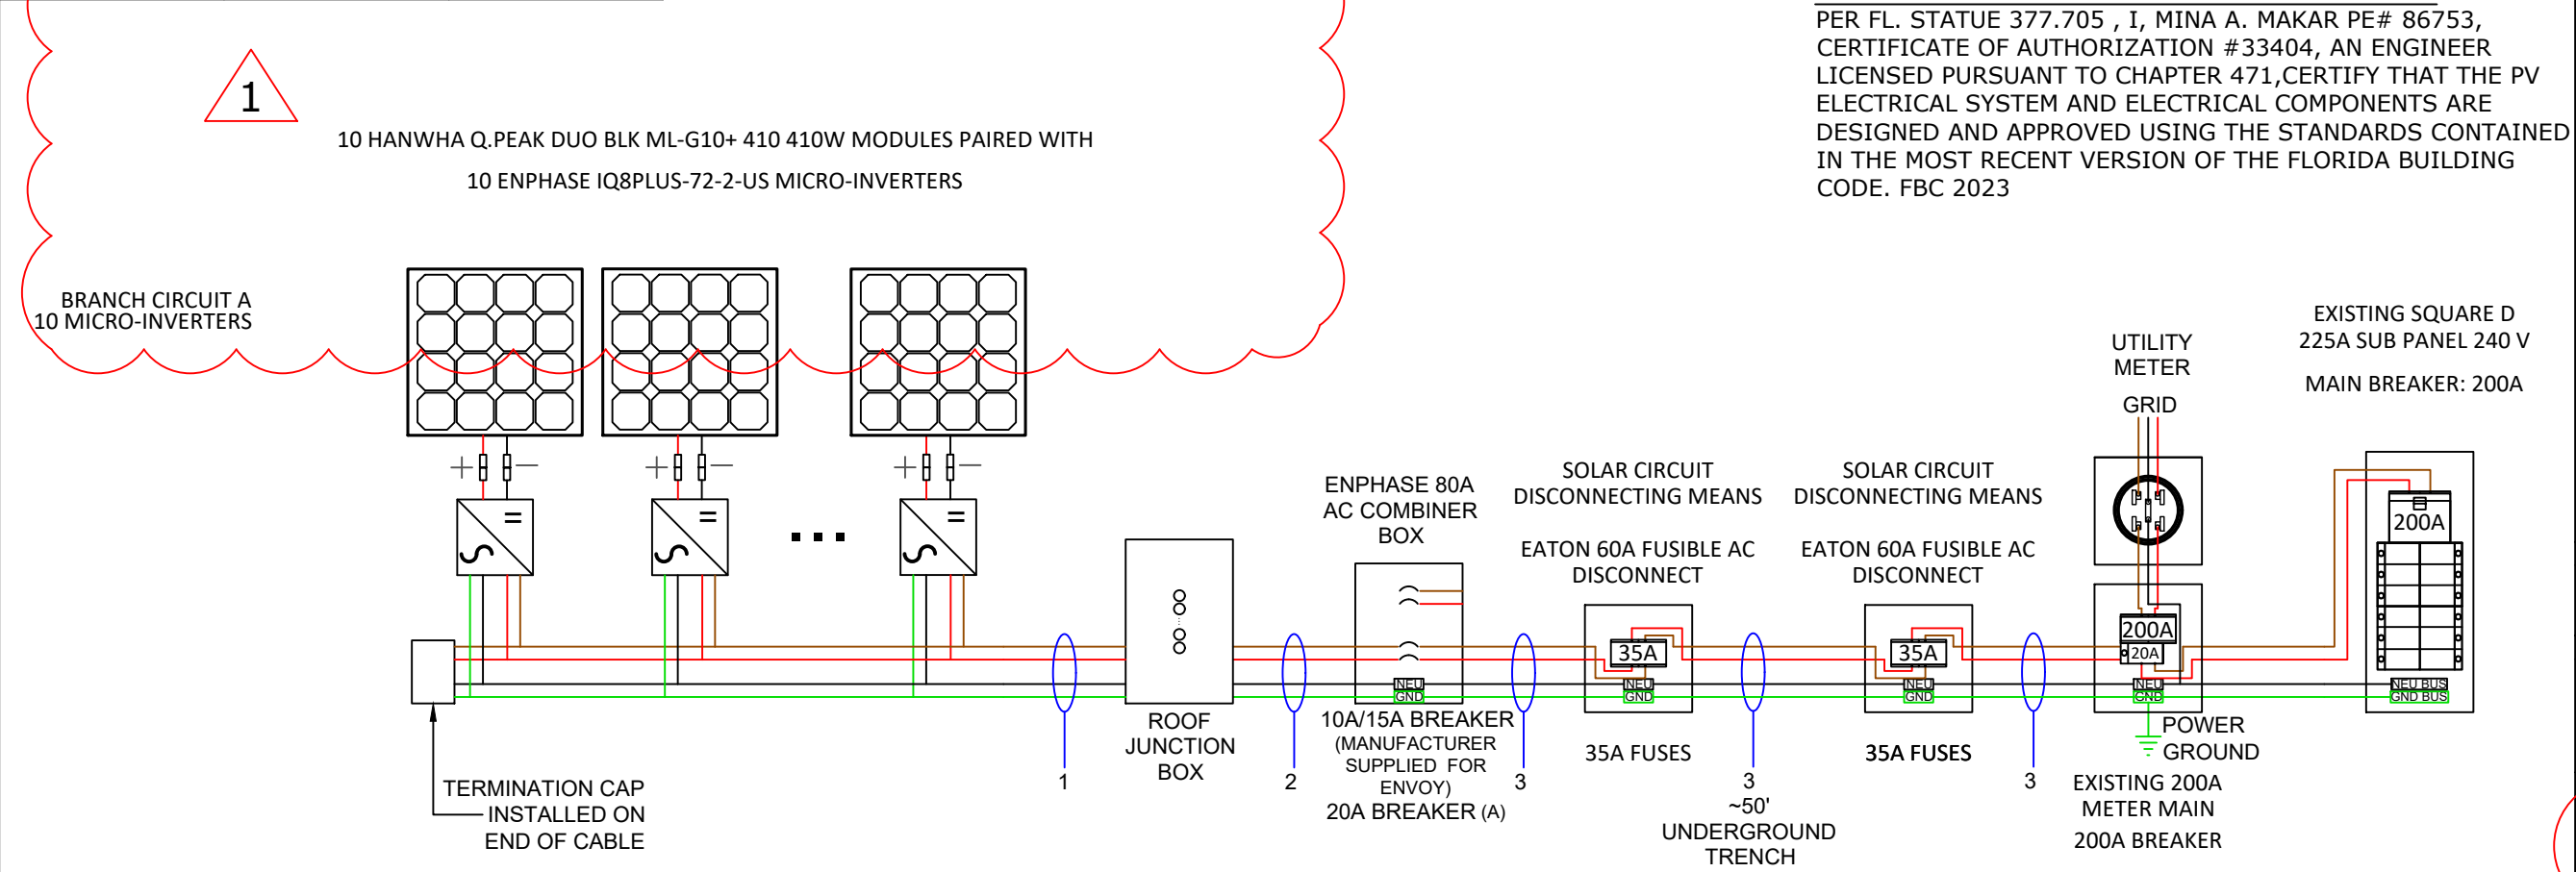 PER FL. STATUE 377.705 , I, MINA A. MAKAR PE# 86753,
CERTIFICATE OF AUTHORIZATION #33404, AN ENGINEER
LICENSED PURSUANT TO CHAPTER 471,CERTIFY THAT THE PV
ELECTRICAL SYSTEM AND ELECTRICAL COMPONENTS ARE
DESIGNED AND APPROVED USING THE STANDARDS CONTAINED
IN THE MOST RECENT VERSION OF THE FLORIDA BUILDING
CODE. FBC 2023
1
10 HANWHA Q.PEAK DUO BLK ML-G10+ 410 410W MODULES PAIRED WITH
10 ENPHASE IQ8PLUS-72-2-US MICRO-INVERTERS
BRANCH CIRCUIT A
10 MICRO-INVERTERS
+ −
+ −
+ −
TERMINATION CAP
INSTALLED ON
END OF CABLE
1
ROOF
JUNCTION
BOX
2
ENPHASE 80A
AC COMBINER
BOX
NEU
GND
10A/15A BREAKER
(MANUFACTURER
SUPPLIED FOR
ENVOY)
20A BREAKER (A)
3
SOLAR CIRCUIT
DISCONNECTING MEANS
EATON 60A FUSIBLE AC
DISCONNECT
35A
NEU
GND
35A FUSES
3
~50'
UNDERGROUND
TRENCH
SOLAR CIRCUIT
DISCONNECTING MEANS
EATON 60A FUSIBLE AC
DISCONNECT
35A
NEU
GND
35A FUSES
3
UTILITY
METER
GRID
200A
20A
NEU
GND
POWER
GROUND
EXISTING 200A
METER MAIN
200A BREAKER
EXISTING SQUARE D
225A SUB PANEL 240 V
MAIN BREAKER: 200A
200A
NEU BUS
GND BUS